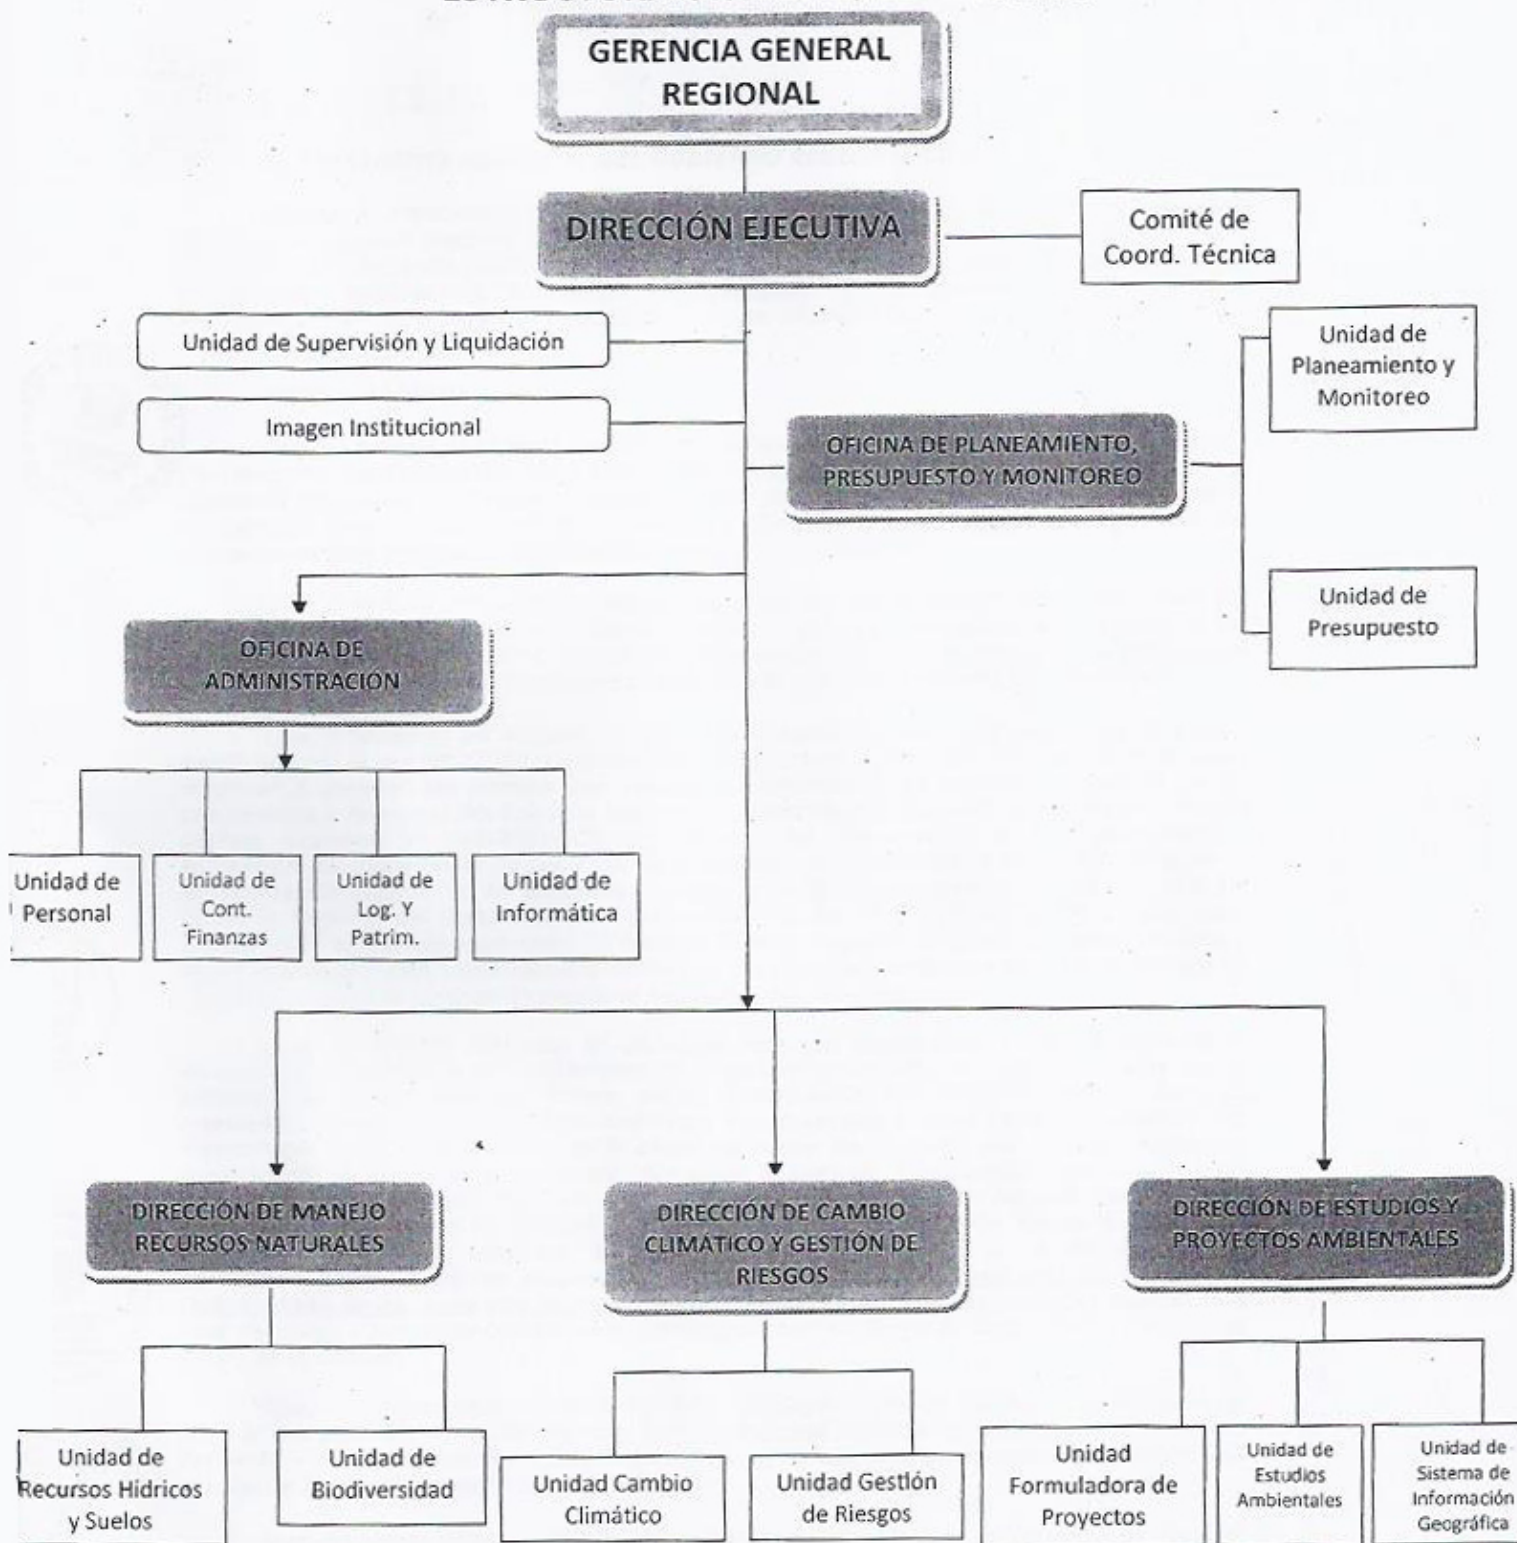 GERENCIA GENERAL
REGIONAL
DIRECCIÓN EJECUTIVA
Comité de
Coord. Técnica
Unidad de Supervisión y Liquidación
Imagen Institucional
Unidad de
Planeamiento y
Monitoreo
OFICINA DE PLANEAMIENTO,
PRESUPUESTO Y MONITOREO
Unidad de
Presupuesto
OFICINA DE
ADMINISTRACIÓN
Unidad de
Personal
Unidad de
Cont.
Finanzas
Unidad de
Log. Y
Patrim.
Unidad de
Informática
DIRECCIÓN DE MANEJO
RECURSOS NATURALES
DIRECCIÓN DE CAMBIO
CLIMÁTICO Y GESTIÓN DE
RIESGOS
DIRECCIÓN DE ESTUDIOS Y
PROYECTOS AMBIENTALES
Unidad de
Recursos Hídricos
y Suelos
Unidad de
Biodiversidad
Unidad Cambio
Climático
Unidad Gestión
de Riesgos
Unidad
Formuladora de
Proyectos
Unidad de
Estudios
Ambientales
Unidad de
Sistema de
Información
Geográfica